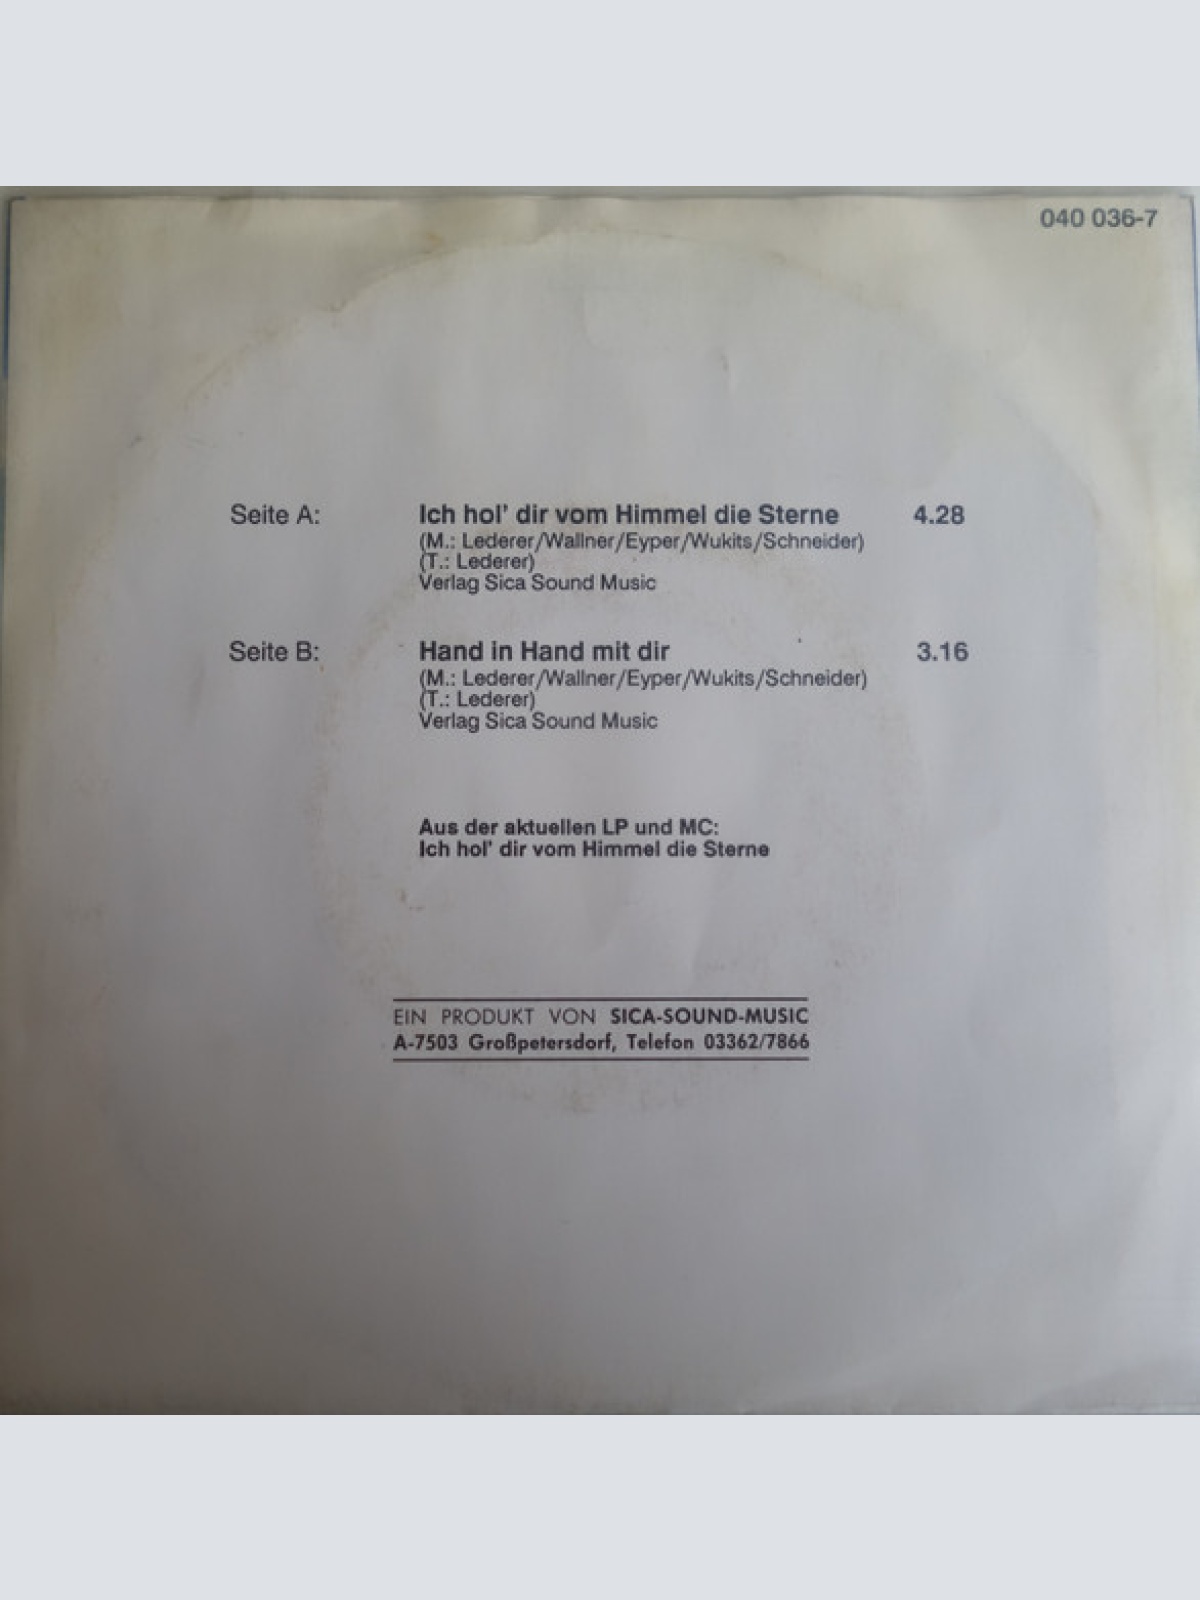 040 036-7
Seite A: Ich hol' dir vom Himmel die Sterne 4.28
(M.: Lederer/Wallner/Eyper/Wukits/Schneider)
(T.: Lederer)
Verlag Sica Sound Music
Seite B: Hand in Hand mit dir 3.16
(M.: Lederer/Wallner/Eyper/Wukits/Schneider)
(T.: Lederer)
Verlag Sica Sound Music
Aus der aktuellen LP und MC:
Ich hol' dir vom Himmel die Sterne
EIN PRODUKT VON SICA-SOUND-MUSIC
A-7503 Großpetersdorf, Telefon 03362/7866